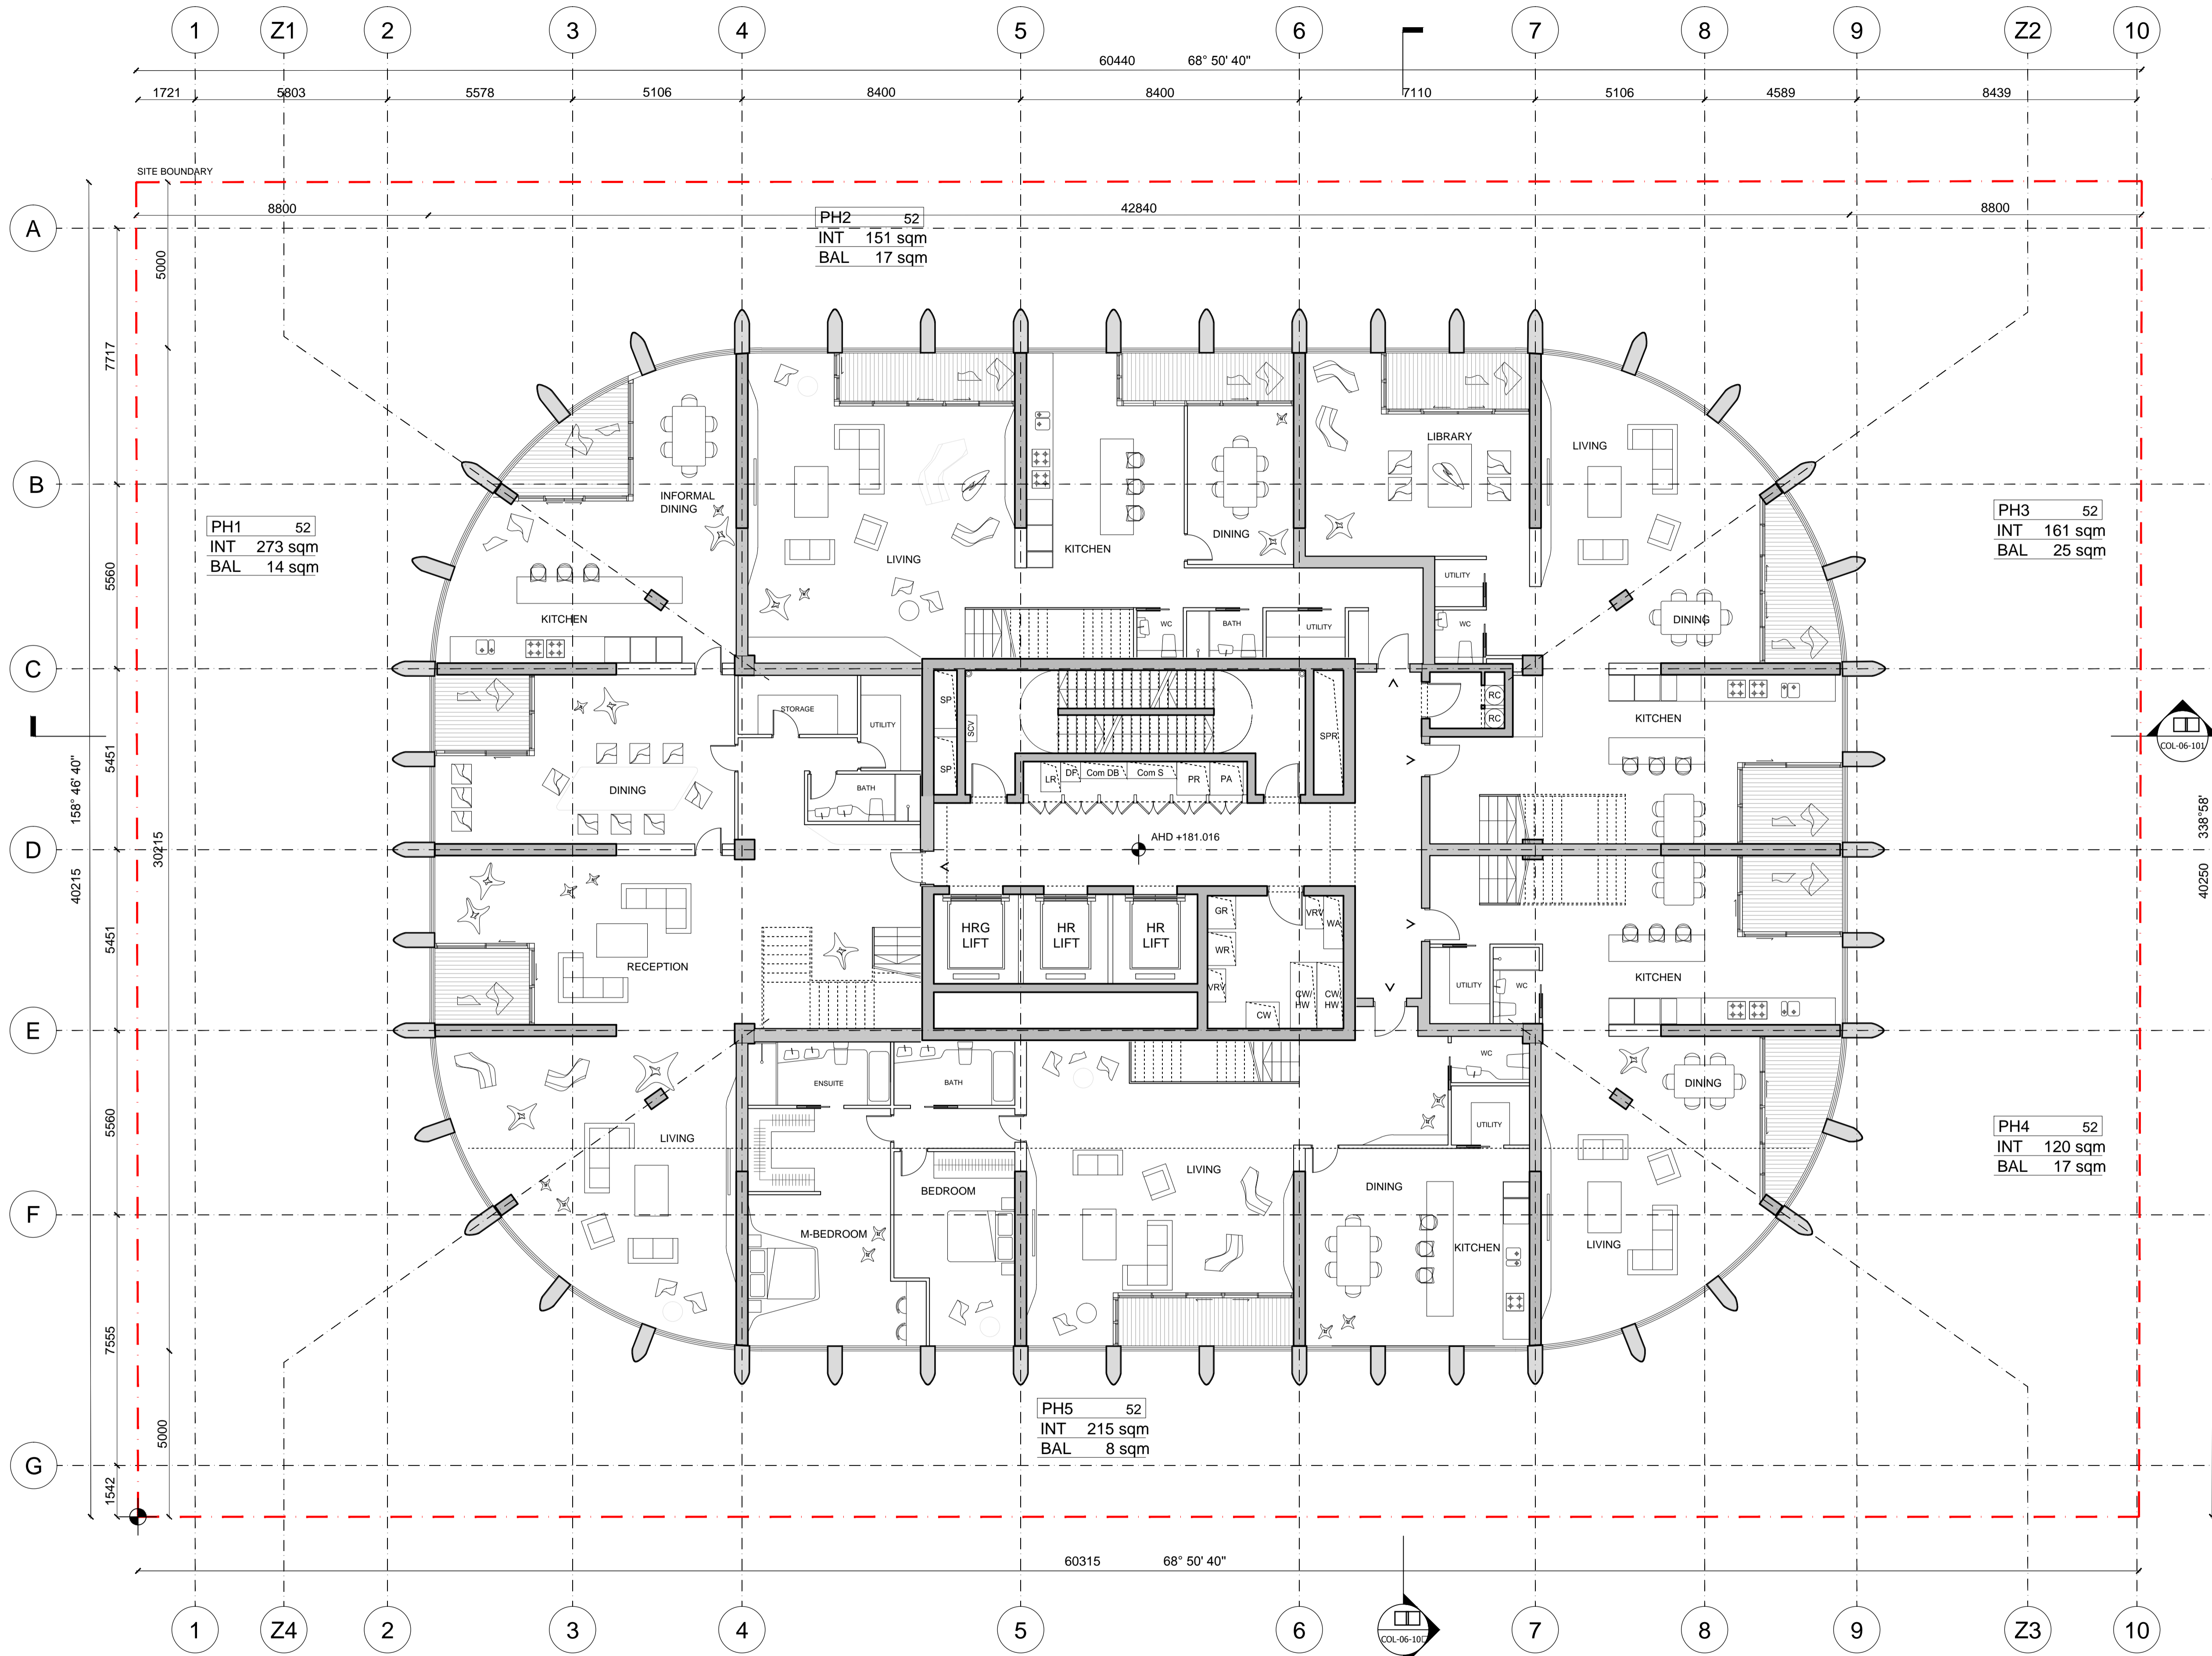 1 Z1 2 3 4 5 6 7 8 9 Z2 10
60440 68° 50' 40"
1721 5803 5578 5106 8400 8400 7110 5106 4589 8439
SITE BOUNDARY
8800 42840 8800
A
PH2 52
INT 151 sqm
BAL 17 sqm
5000
7717
B
LIBRARY
LIVING
INFORMAL
DINING
PH1 52
INT 273 sqm
BAL 14 sqm
PH3 52
INT 161 sqm
BAL 25 sqm
DINING
KITCHEN
LIVING
5560
UTILITY
KITCHEN
WC
BATH
UTILITY
WC
DINING
C
SP
STORAGE
UTILITY
SCV
SPR
RC
RC
KITCHEN
COL-06-101
5451
158° 46' 40"
SP
LR
DP
Com DB
Com S
PR
PA
BATH
DINING
AHD +181.016
D
30215
40215
338°58'
40250
HRG
LIFT
HR
LIFT
HR
LIFT
GR
VRV
WA
WR
5451
RECEPTION
KITCHEN
VRV
CW/
HW
CW/
HW
UTILITY
WC
CW
E
WC
ENSUITE
BATH
DINING
5560
UTILITY
PH4 52
INT 120 sqm
BAL 17 sqm
LIVING
LIVING
DINING
BEDROOM
F
M-BEDROOM
KITCHEN
LIVING
7555
PH5 52
INT 215 sqm
BAL 8 sqm
5000
G
1542
60315 68° 50' 40"
1 Z4 2 3 4 5 6 7 8 9 Z3 10
COL-06-10